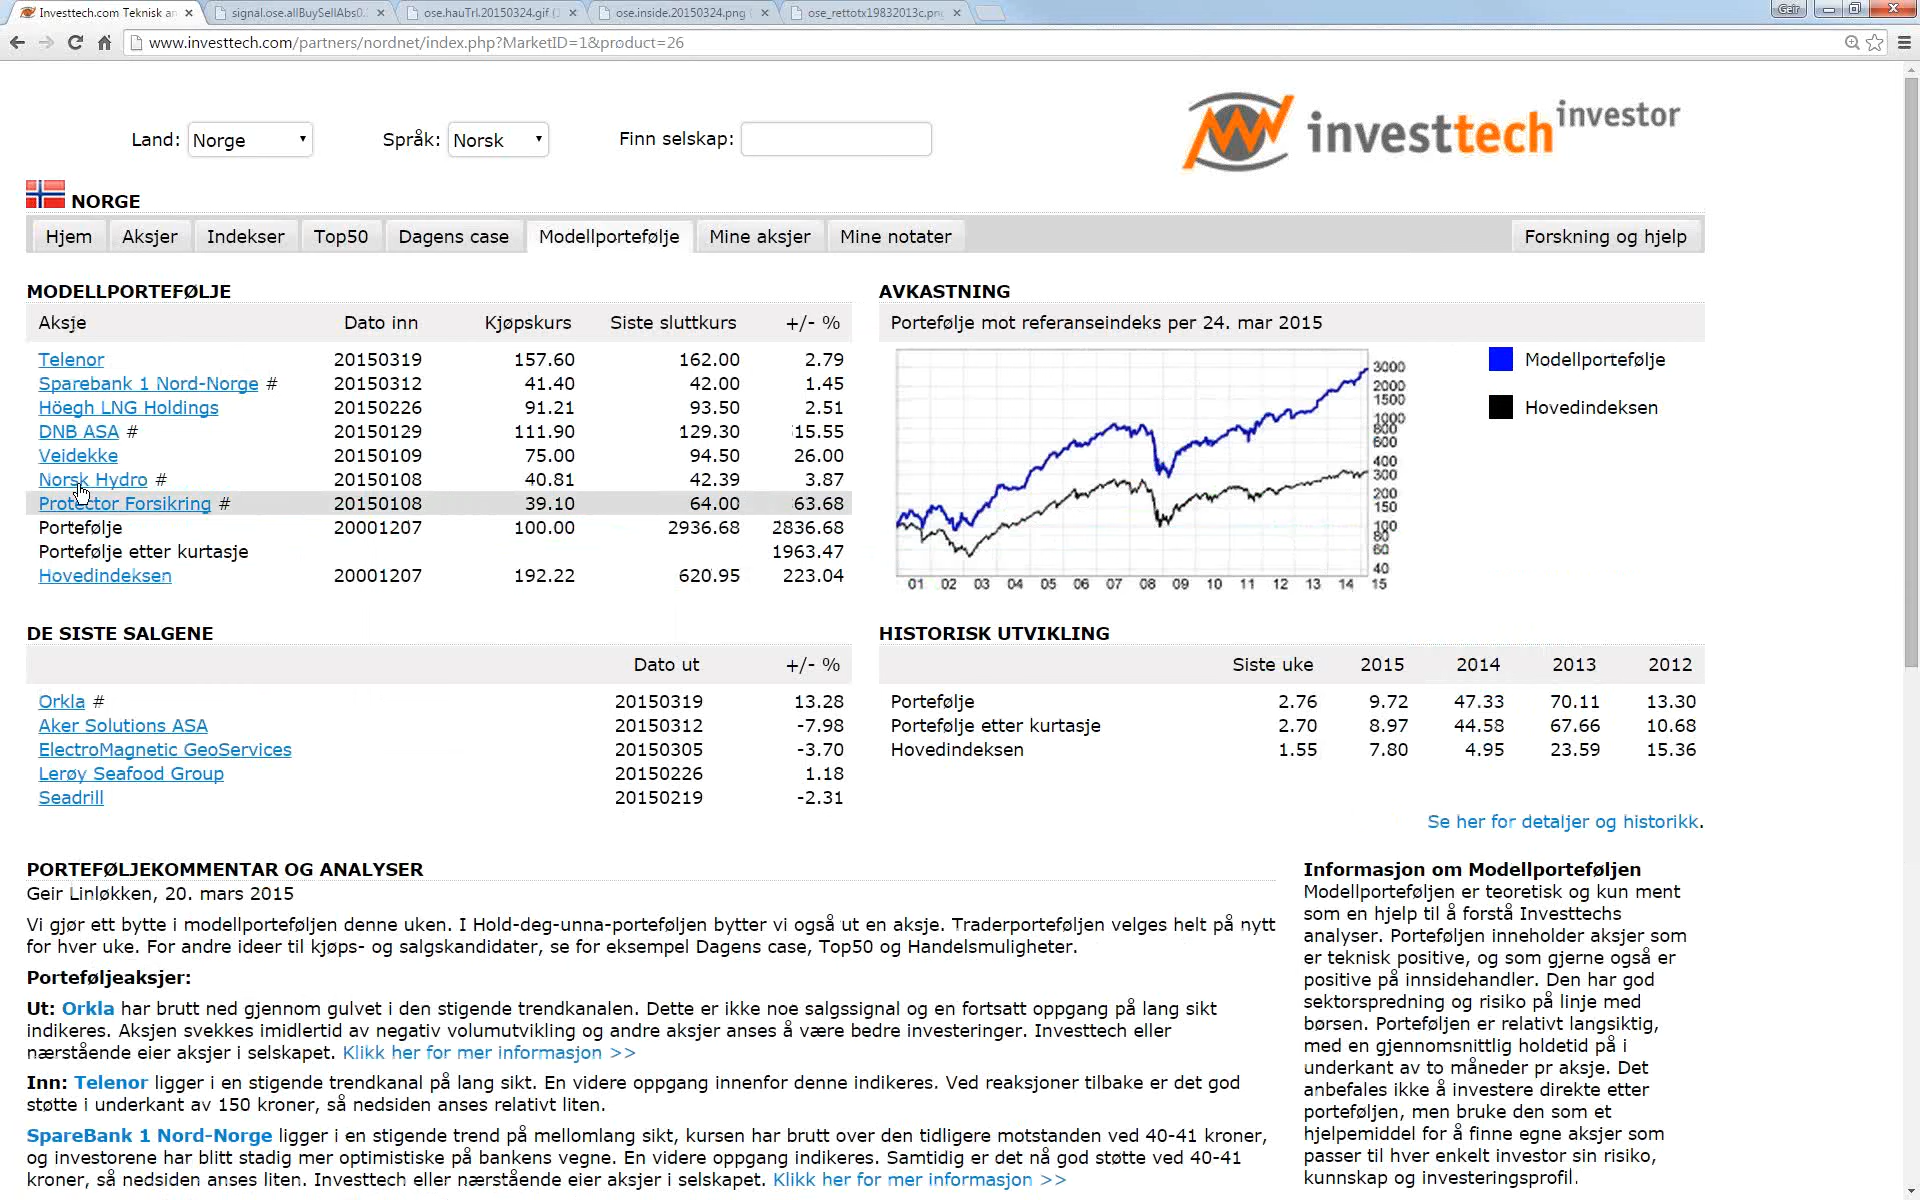 Investtech.com Teknisk an
signal.ose.allBuySellAbs0.
ose.hauTrl.20150324.gif (
ose.inside.20150324.png
ose_rettotx19832013c.pn
Geir
www.investtech.com/partners/nordnet/index.php?MarketID=1&product=26
Land: Norge
Språk: Norsk
Finn selskap:
investtech investor
NORGE
Hjem Aksjer Indekser Top50 Dagens case Modellportefølje Mine aksjer Mine notater Forskning og hjelp
MODELLPORTEFØLJE
Aksje Dato inn Kjøpskurs Siste sluttkurs +/- %
Telenor 20150319 157.60 162.00 2.79
Sparebank 1 Nord-Norge # 20150312 41.40 42.00 1.45
Höegh LNG Holdings 20150226 91.21 93.50 2.51
DNB ASA # 20150129 111.90 129.30 15.55
Veidekke 20150109 75.00 94.50 26.00
Norsk Hydro # 20150108 40.81 42.39 3.87
Protector Forsikring # 20150108 39.10 64.00 63.68
Portefølje 20001207 100.00 2936.68 2836.68
Portefølje etter kurtasje 1963.47
Hovedindeksen 20001207 192.22 620.95 223.04
AVKASTNING
Portefølje mot referanseindeks per 24. mar 2015
3000
2000
1500
1000
800
600
400
300
200
150
100
80
60
40
01 02 03 04 05 06 07 08 09 10 11 12 13 14 15
Modellportefølje
Hovedindeksen
DE SISTE SALGENE
Dato ut +/- %
Orkla # 20150319 13.28
Aker Solutions ASA 20150312 -7.98
ElectroMagnetic GeoServices 20150305 -3.70
Lerøy Seafood Group 20150226 1.18
Seadrill 20150219 -2.31
HISTORISK UTVIKLING
Siste uke 2015 2014 2013 2012
Portefølje 2.76 9.72 47.33 70.11 13.30
Portefølje etter kurtasje 2.70 8.97 44.58 67.66 10.68
Hovedindeksen 1.55 7.80 4.95 23.59 15.36
Se her for detaljer og historikk.
PORTEFØLJEKOMMENTAR OG ANALYSER
Geir Linløkken, 20. mars 2015
Vi gjør ett bytte i modellporteføljen denne uken. I Hold-deg-unna-porteføljen bytter vi også ut en aksje. Traderporteføljen velges helt på nytt
for hver uke. For andre ideer til kjøps- og salgskandidater, se for eksempel Dagens case, Top50 og Handelsmuligheter.
Porteføljeaksjer:
Ut: Orkla har brutt ned gjennom gulvet i den stigende trendkanalen. Dette er ikke noe salgssignal og en fortsatt oppgang på lang sikt
indikeres. Aksjen svekkes imidlertid av negativ volumutvikling og andre aksjer anses å være bedre investeringer. Investtech eller
nærstående eier aksjer i selskapet. Klikk her for mer informasjon >>
Inn: Telenor ligger i en stigende trendkanal på lang sikt. En videre oppgang innenfor denne indikeres. Ved reaksjoner tilbake er det god
støtte i underkant av 150 kroner, så nedsiden anses relativt liten.
SpareBank 1 Nord-Norge ligger i en stigende trend på mellomlang sikt, kursen har brutt over den tidligere motstanden ved 40-41 kroner,
og investorene har blitt stadig mer optimistiske på bankens vegne. En videre oppgang indikeres. Samtidig er det nå god støtte ved 40-41
kroner, så nedsiden anses liten. Investtech eller nærstående eier aksjer i selskapet. Klikk her for mer informasjon >>
Informasjon om Modellporteføljen
Modellporteføljen er teoretisk og kun ment
som en hjelp til å forstå Investtechs
analyser. Porteføljen inneholder aksjer som
er teknisk positive, og som gjerne også er
positive på innsidehandler. Den har god
sektorspredning og risiko på linje med
børsen. Porteføljen er relativt langsiktig,
med en gjennomsnittlig holdetid på i
underkant av to måneder pr aksje. Det
anbefales ikke å investere direkte etter
porteføljen, men bruke den som et
hjelpemiddel for å finne egne aksjer som
passer til hver enkelt investor sin risiko,
kunnskap og investeringsprofil.